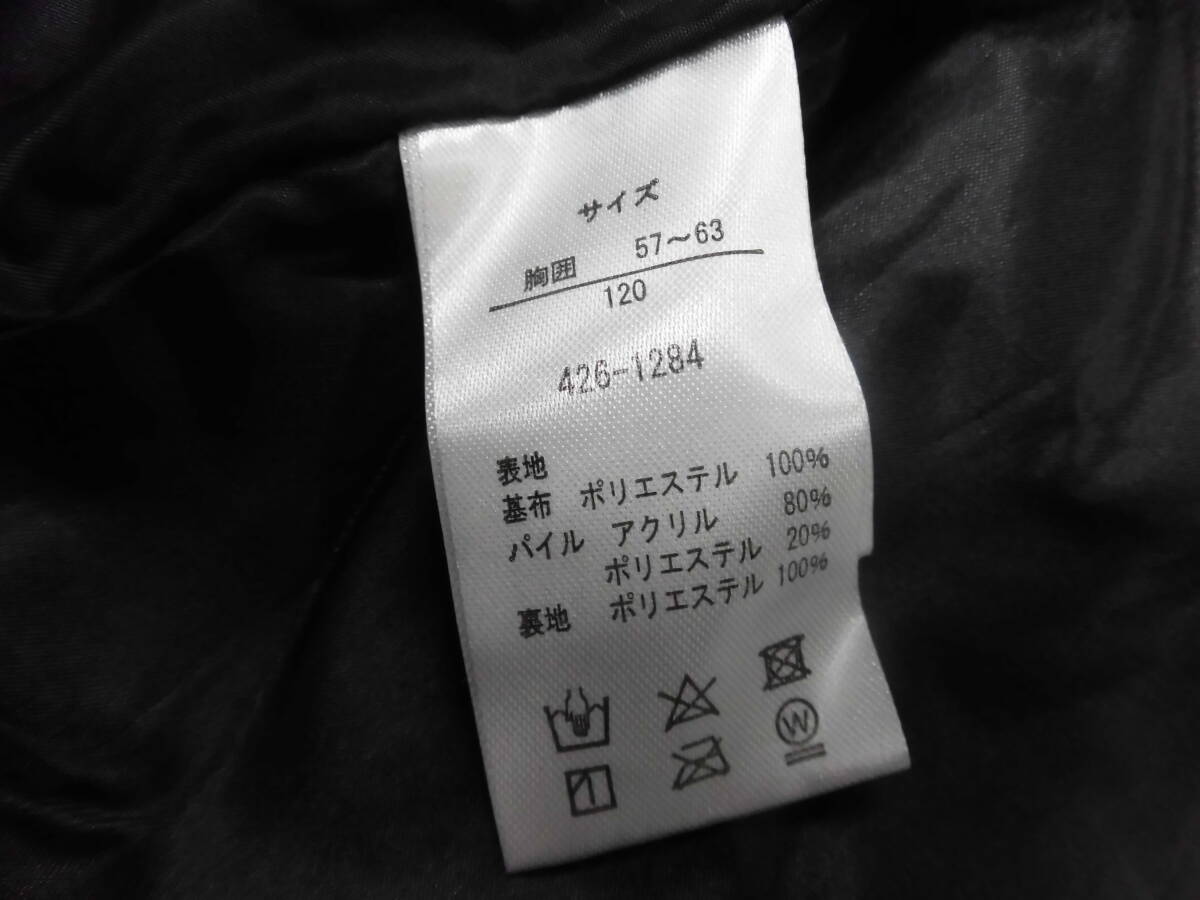 サイズ
胸囲 57～63
120
426-1284
表地
基布 ポリエステル 100%
パイル アクリル 80%
ポリエステル 20%
裏地 ポリエステル 100%
W